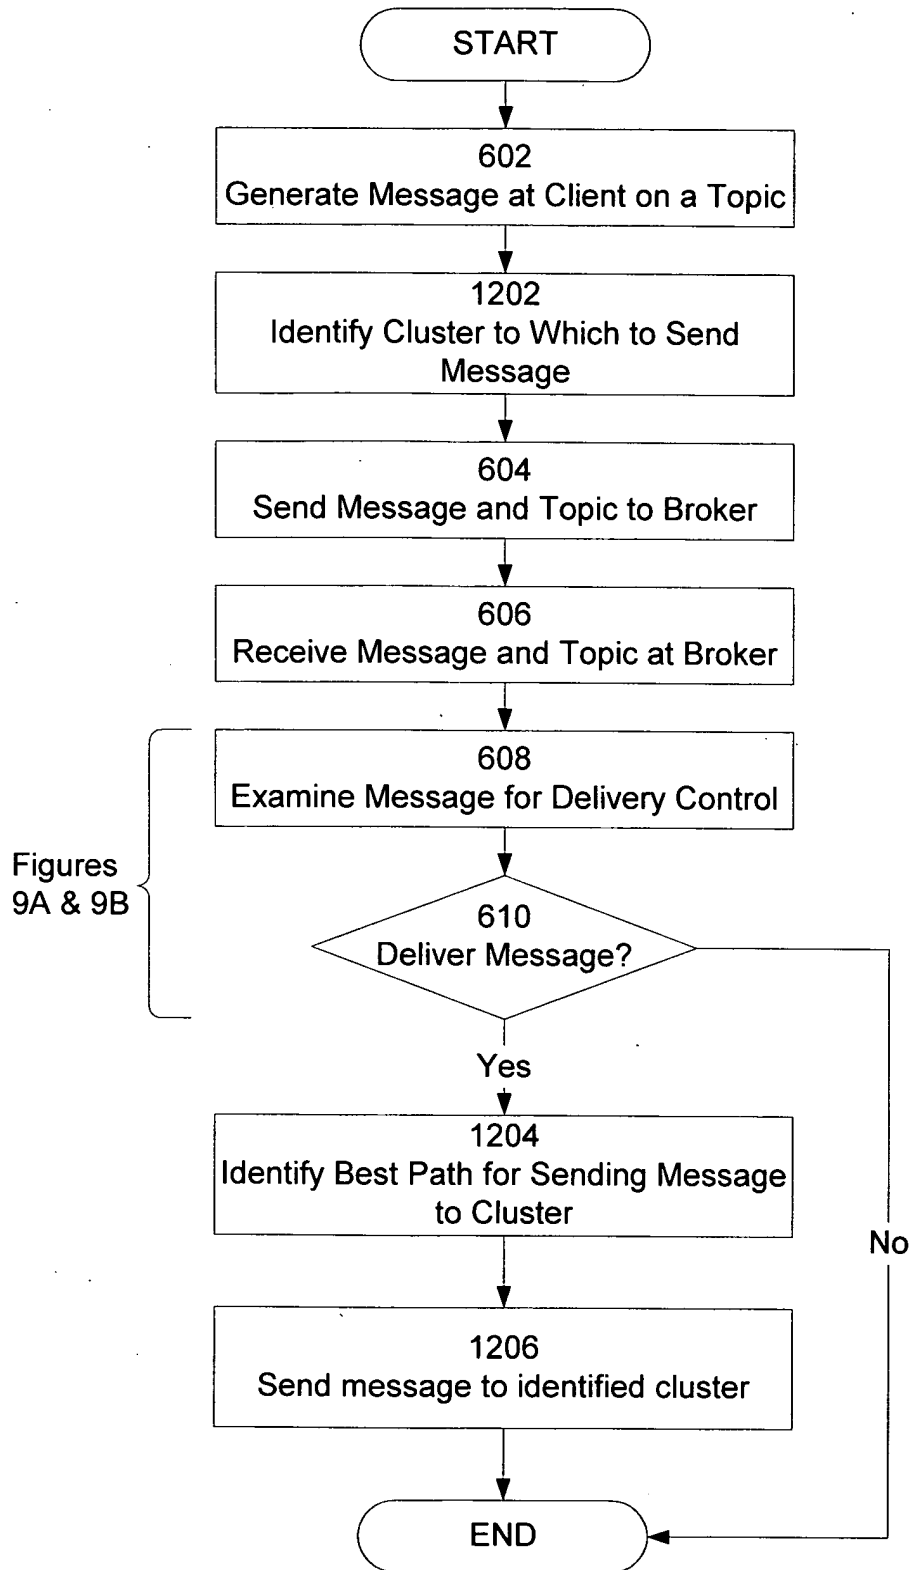 START
602
Generate Message at Client on a Topic
1202
Identify Cluster to Which to Send
Message
604
Send Message and Topic to Broker
606
Receive Message and Topic at Broker
608
Examine Message for Delivery Control
Figures
9A & 9B
610
Deliver Message?
Yes
1204
Identify Best Path for Sending Message
to Cluster
No
1206
Send message to identified cluster
END